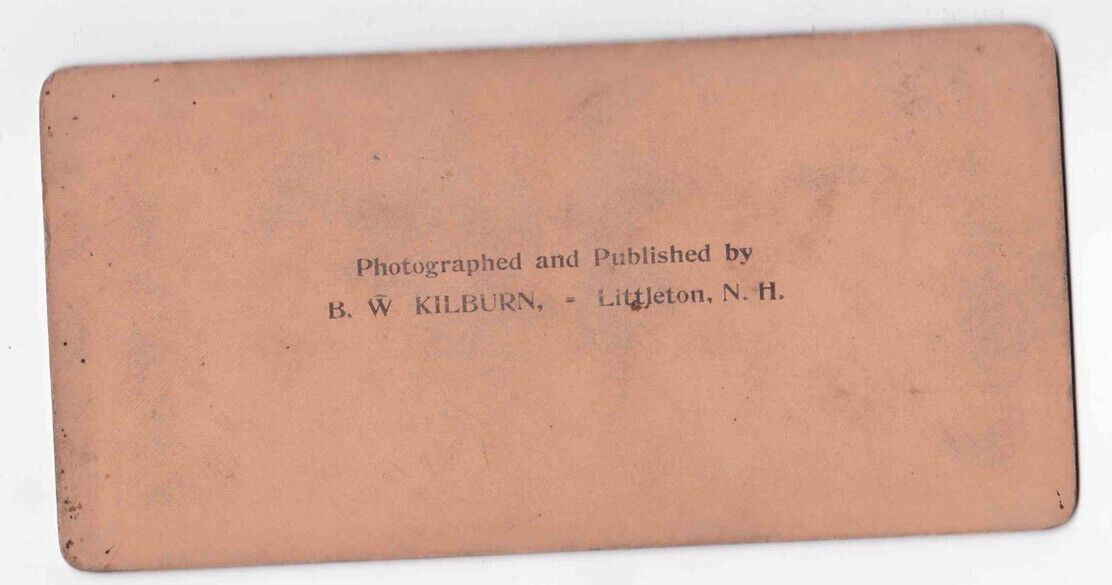 Photographed and Published by
B. W KILBURN, - Littleton, N. H.